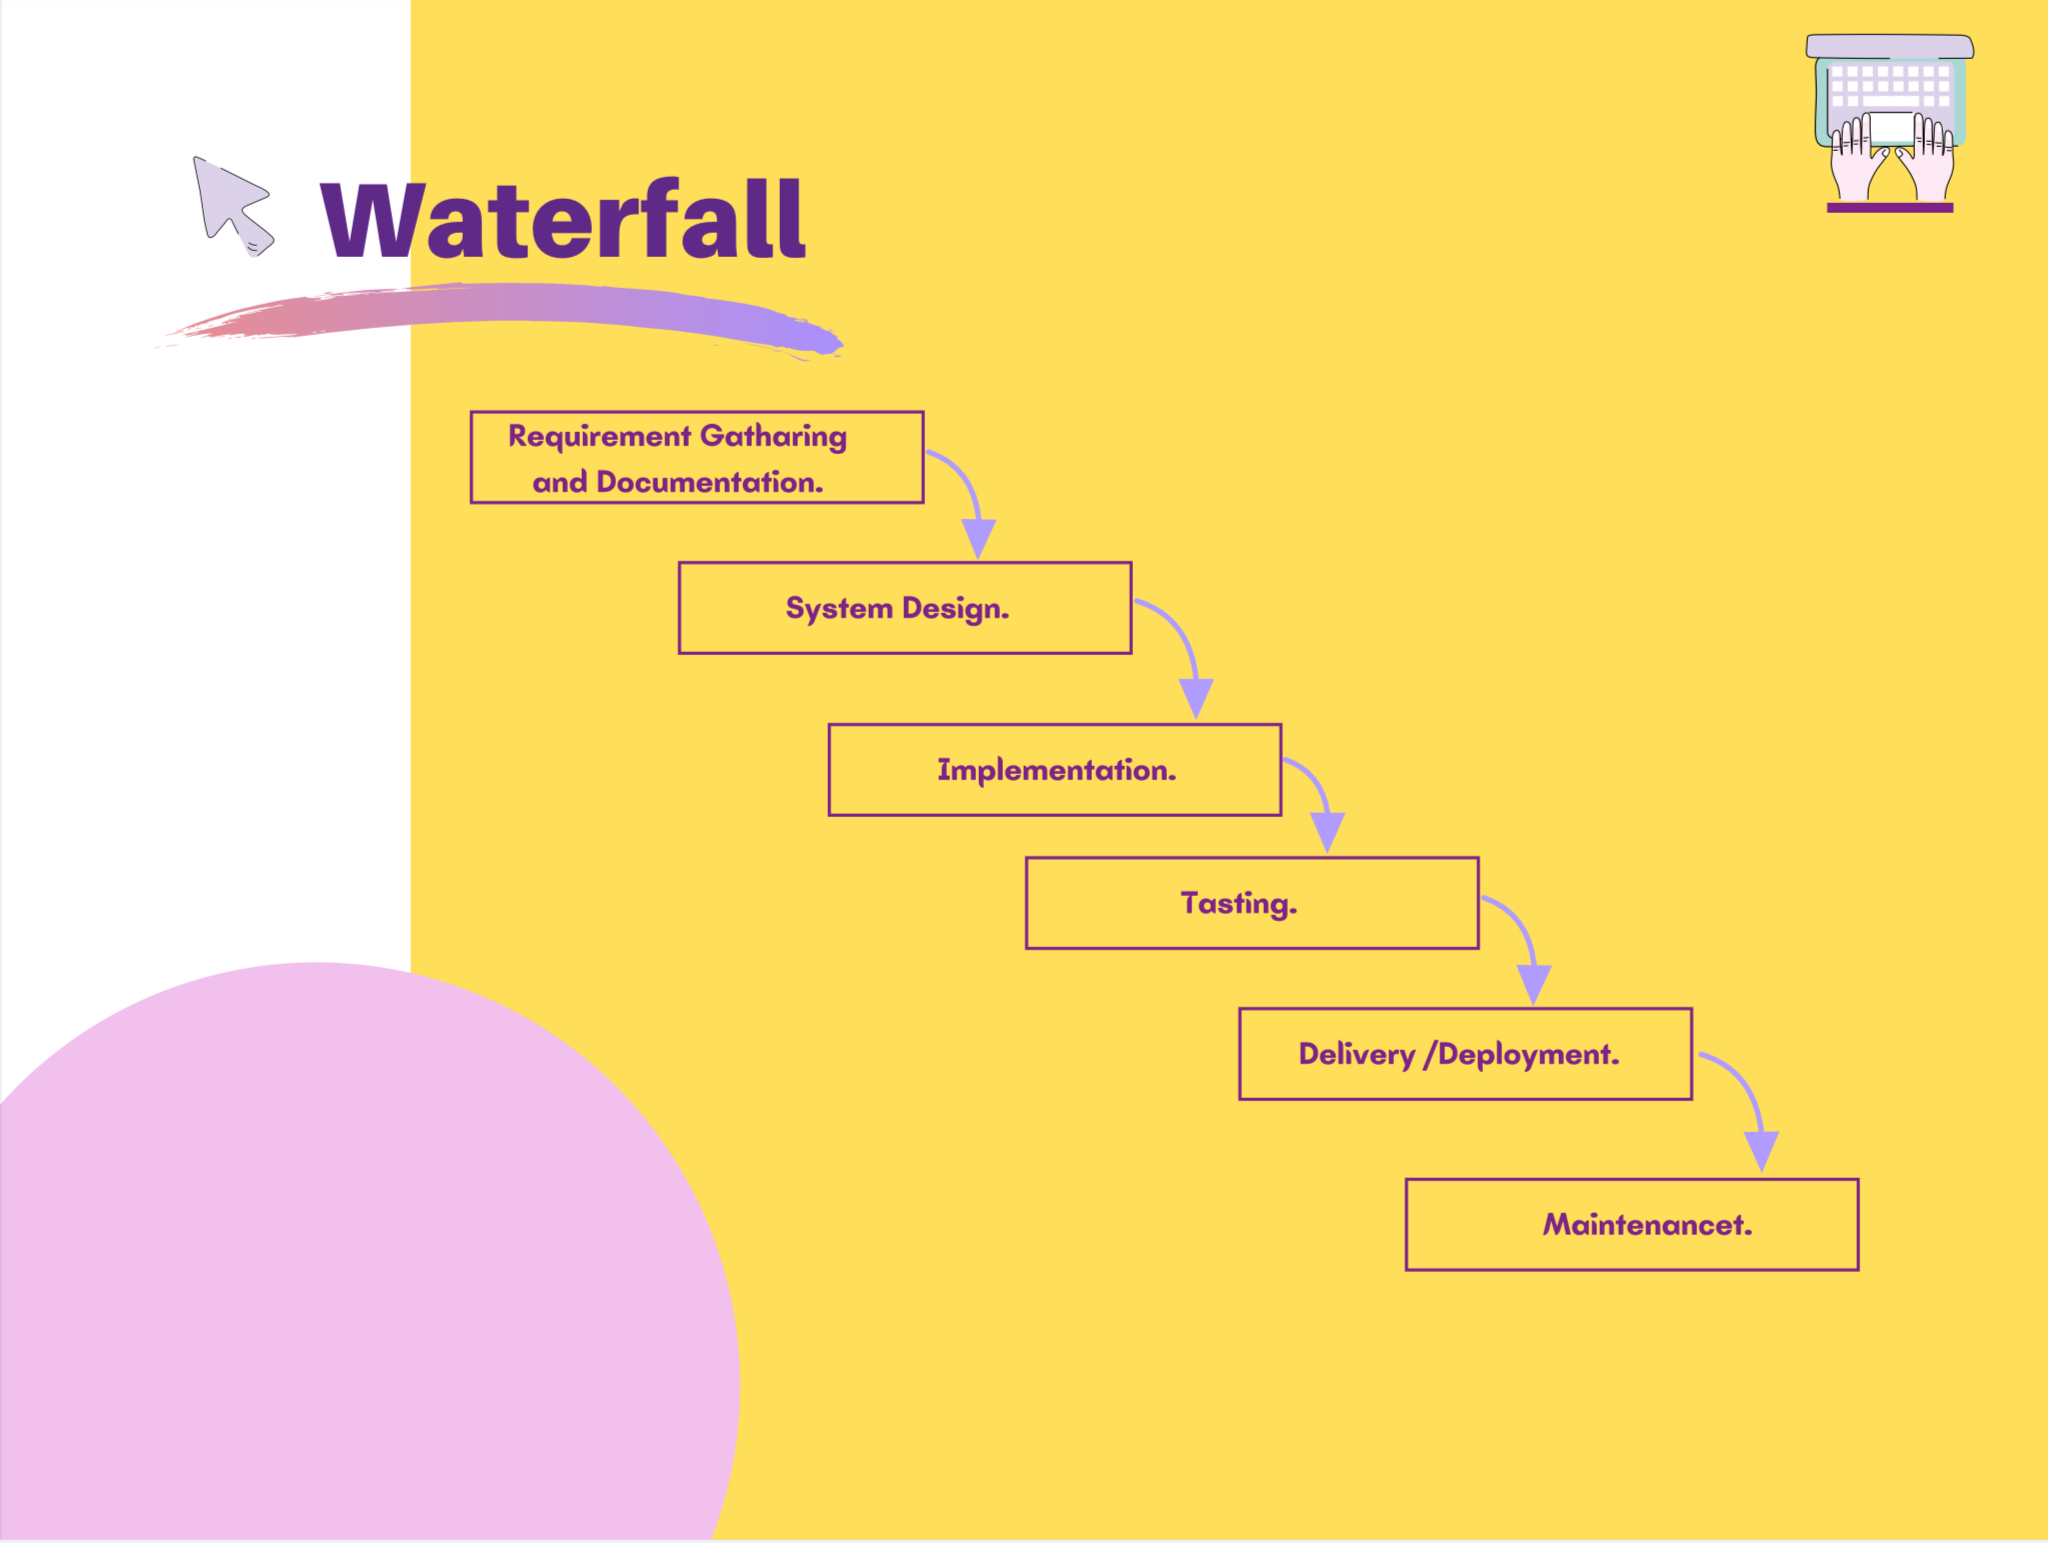 Waterfall
Requirement Gatharing
and Documentation.
System Design.
Implementation.
Tasting.
Delivery /Deployment.
Maintenancet.